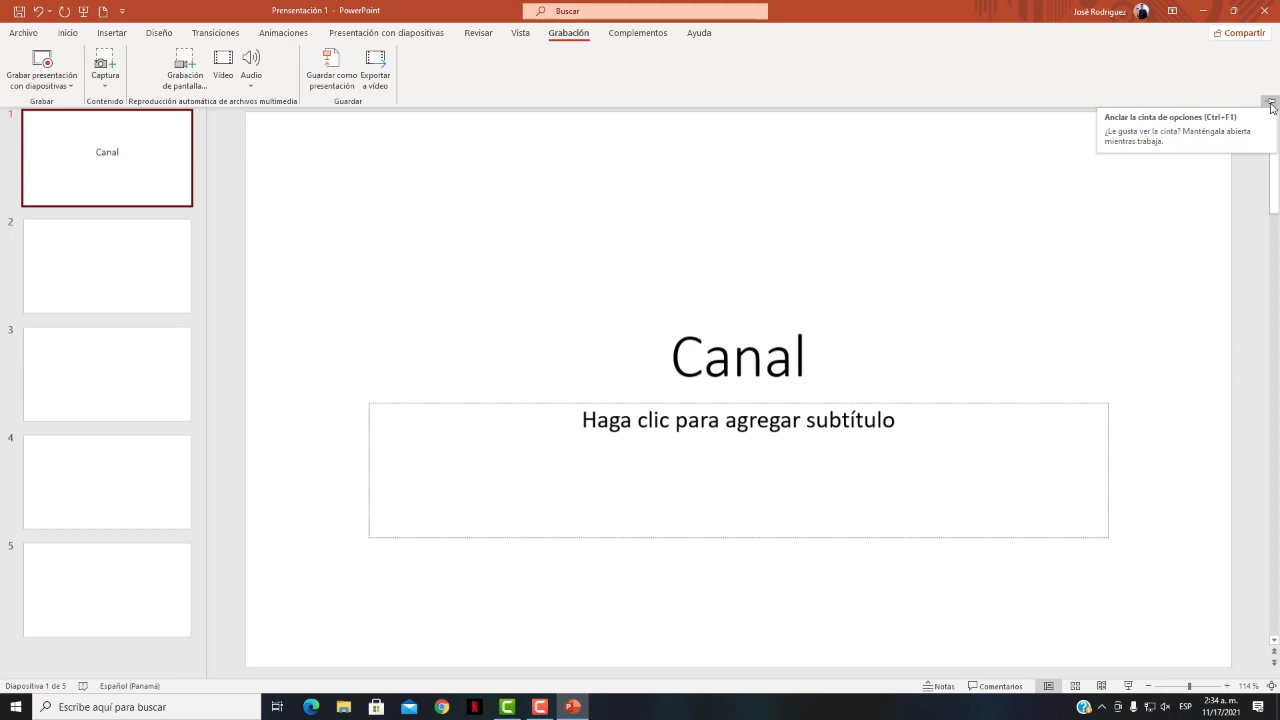 Presentación 1 - PowerPoint
Buscar
José Rodriguez
Archivo Inicio Insertar Diseño Transiciones Animaciones Presentación con diapositivas Revisar Vista Grabación Complementos Ayuda
Compartir
Grabar presentación con diapositivas
Captura
Grabación de pantalla...
Vídeo
Audio
Guardar como presentación
Exportar a vídeo
Grabar
Contenido
Reproducción automática de archivos multimedia
Guardar
Anclar la cinta de opciones (Ctrl+F1)
¿Le gusta ver la cinta? Manténgala abierta
mientras trabaja.
1
Canal
2
3
4
5
Canal
Haga clic para agregar subtítulo
Diapositiva 1 de 5
Español (Panamá)
Notas
Comentarios
114 %
Escribe aquí para buscar
ESP
2:34 a. m.
11/17/2021